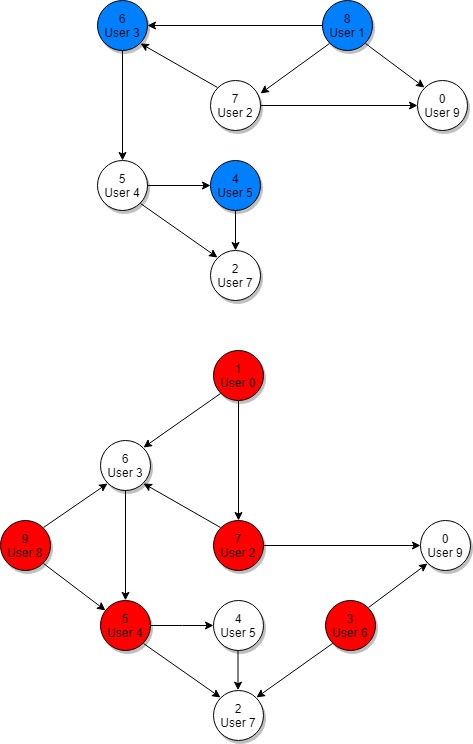 6
User 3
8
User 1
7
User 2
0
User 9
5
User 4
4
User 5
2
User 7
1
User 0
6
User 3
9
User 8
7
User 2
0
User 9
5
User 4
4
User 5
3
User 6
2
User 7